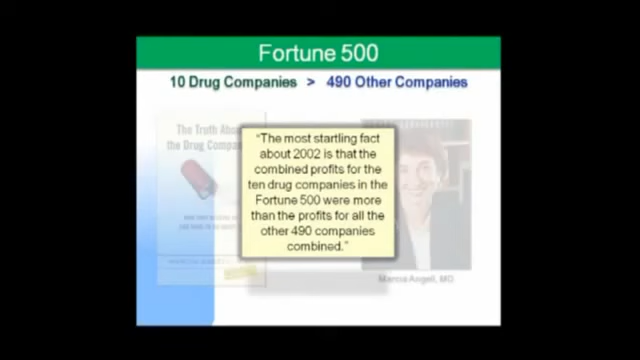 Fortune 500
10 Drug Companies > 490 Other Companies
The Truth About
the Drug Companies
"The most startling fact
about 2002 is that the
combined profits for the
ten drug companies in the
Fortune 500 were more
than the profits for all the
other 490 companies
combined."
Marcia Angell, MD